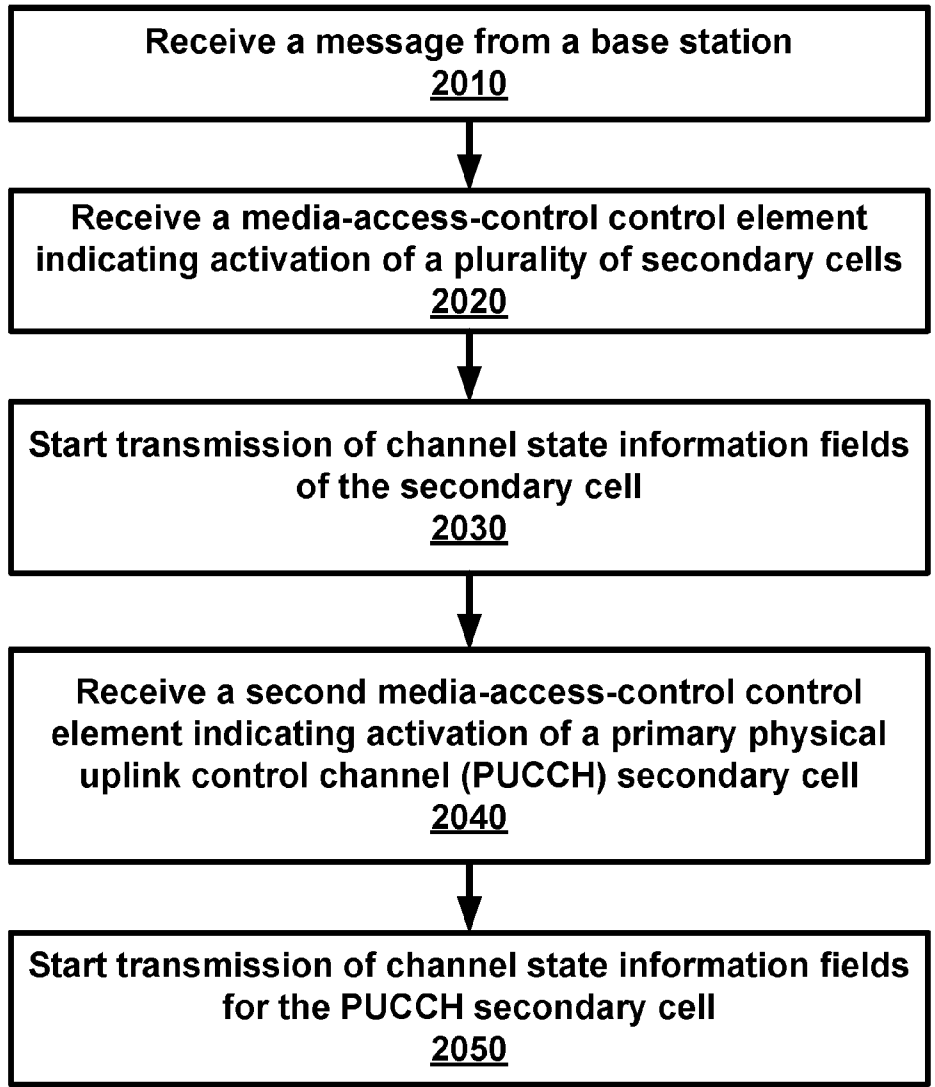 Receive a message from a base station
2010
Receive a media-access-control control element
indicating activation of a plurality of secondary cells
2020
Start transmission of channel state information fields
of the secondary cell
2030
Receive a second media-access-control control
element indicating activation of a primary physical
uplink control channel (PUCCH) secondary cell
2040
Start transmission of channel state information fields
for the PUCCH secondary cell
2050